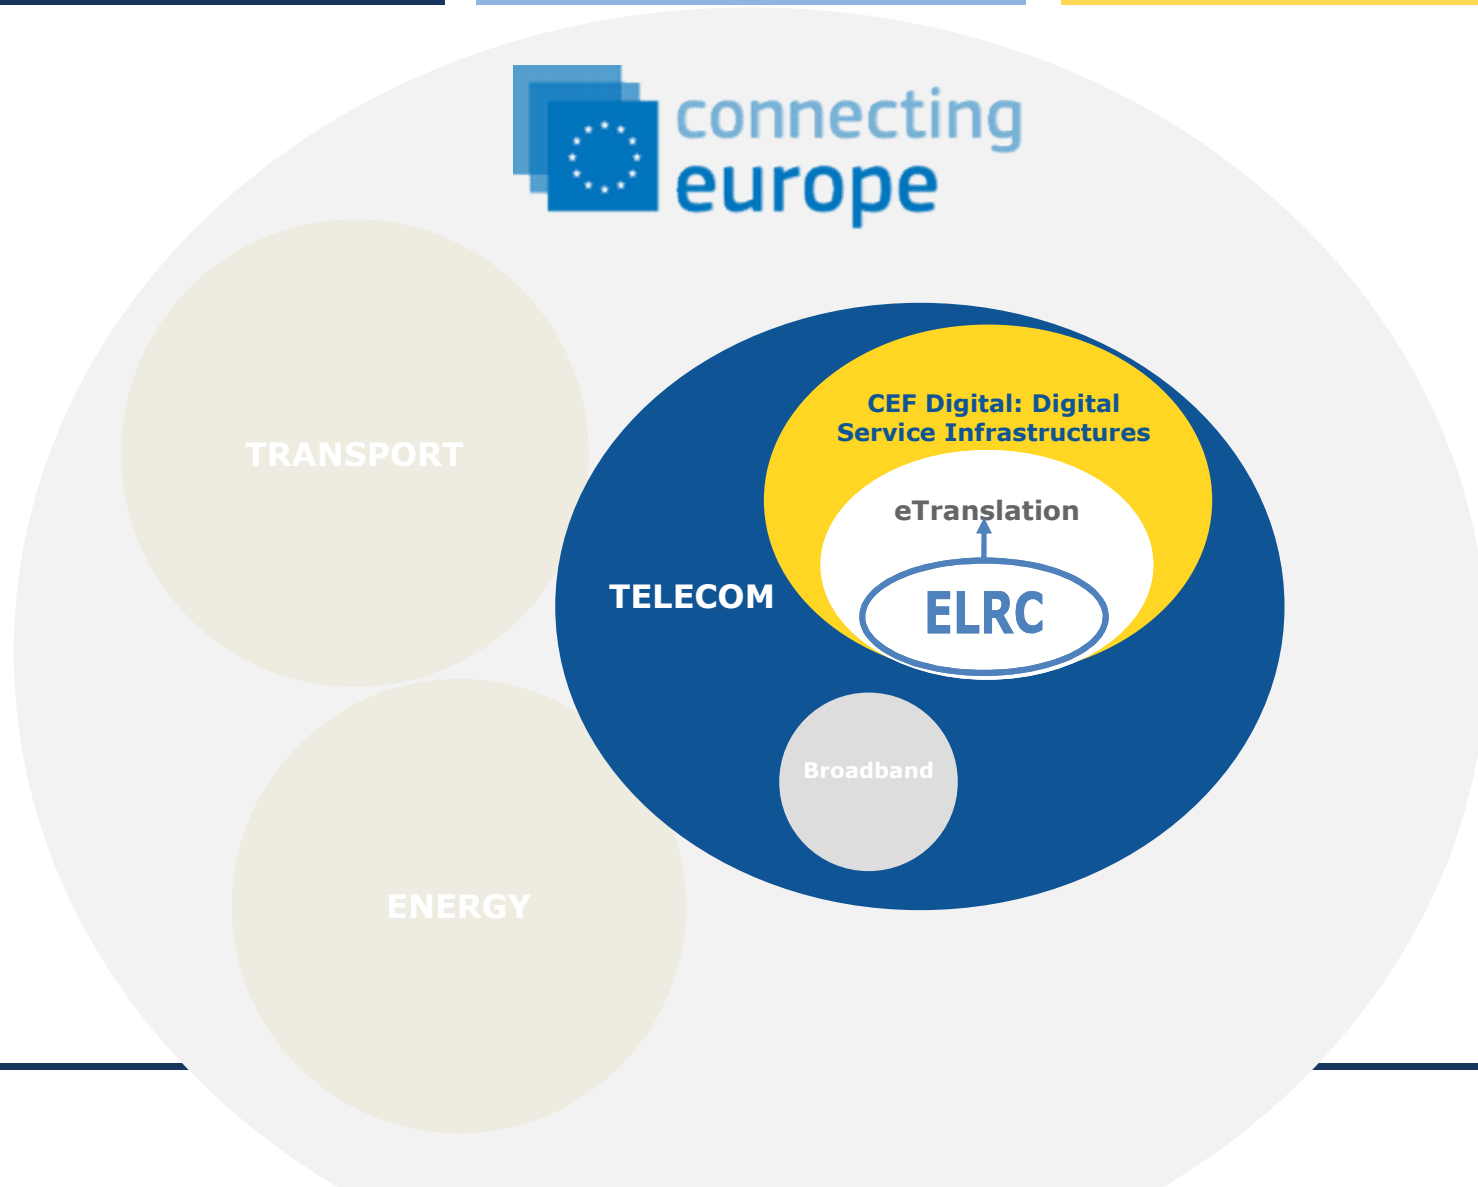 connecting
europe
CEF Digital: Digital
Service Infrastructures
TRANSPORT
eTranslation
TELECOM
ELRC
Broadband
ENERGY